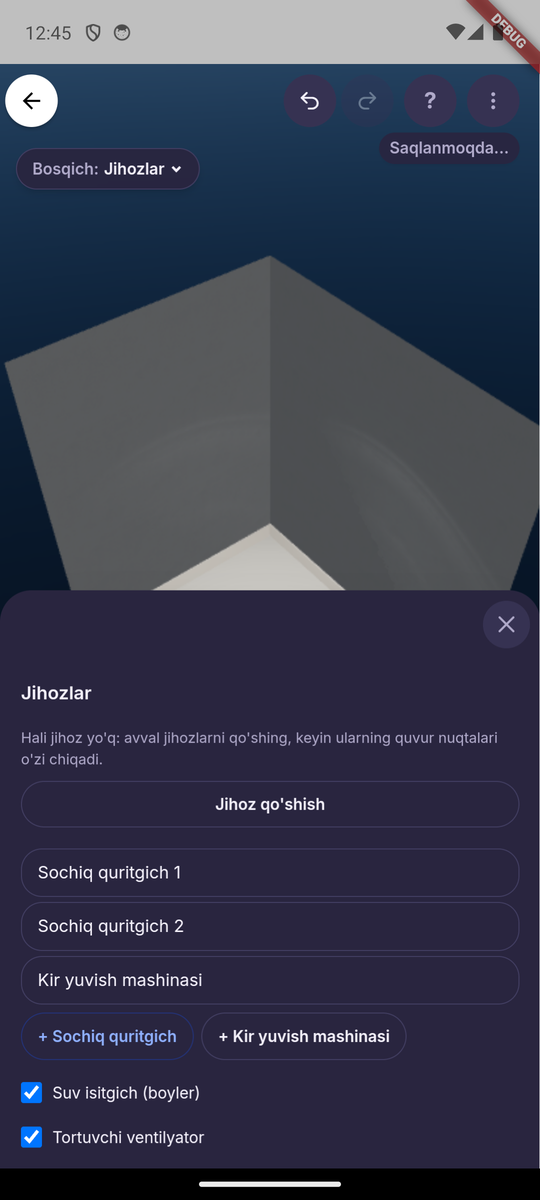 12:45
DEBUG
?
Saqlanmoqda...
Bosqich: Jihozlar
Jihozlar
Hali jihoz yo'q: avval jihozlarni qo'shing, keyin ularning quvur nuqtalari
o'zi chiqadi.
Jihoz qo'shish
Sochiq quritgich 1
Sochiq quritgich 2
Kir yuvish mashinasi
+ Sochiq quritgich
+ Kir yuvish mashinasi
Suv isitgich (boyler)
Tortuvchi ventilyator